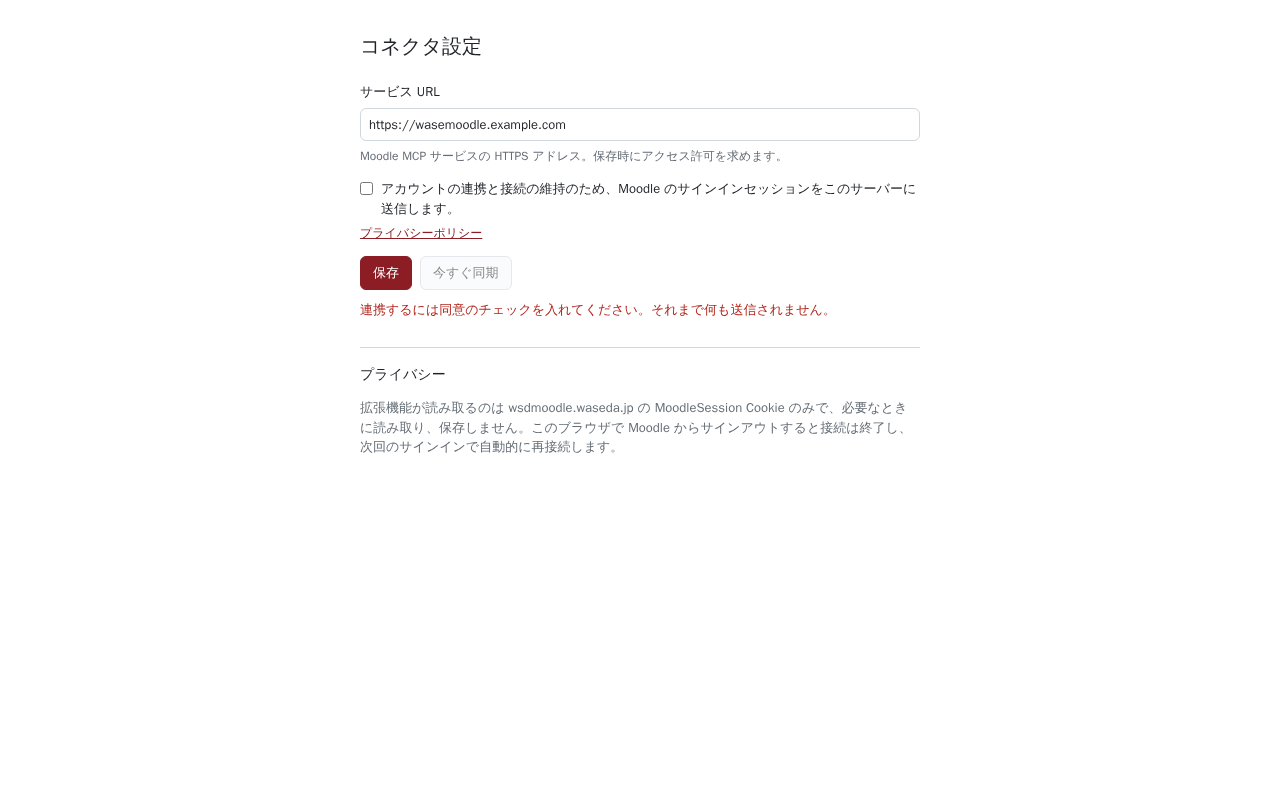 コネクタ設定
サービス URL
https://wasemoodle.example.com
Moodle MCP サービスの HTTPS アドレス。保存時にアクセス許可を求めます。
アカウントの連携と接続の維持のため、Moodle のサインインセッションをこのサーバーに
送信します。
プライバシーポリシー
保存 今すぐ同期
連携するには同意のチェックを入れてください。それまで何も送信されません。
プライバシー
拡張機能が読み取るのは wsdmoodle.waseda.jp の MoodleSession Cookie のみで、必要なとき
に読み取り、保存しません。このブラウザで Moodle からサインアウトすると接続は終了し、
次回のサインインで自動的に再接続します。